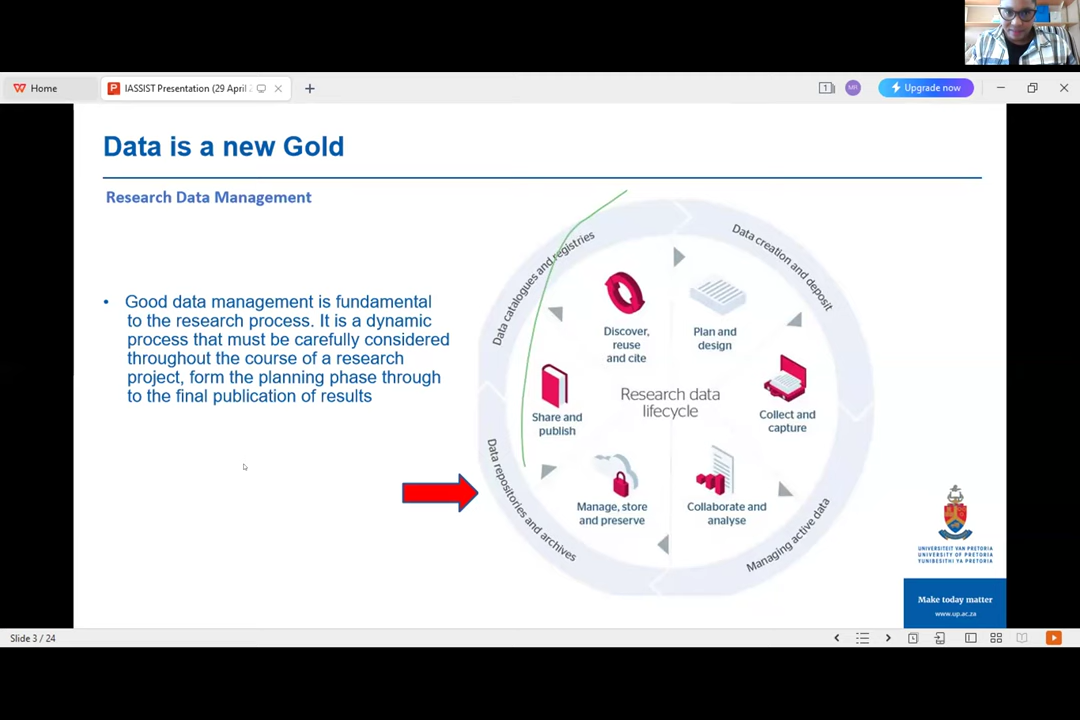 Home
IASSIST Presentation (29 April
1
MR
Upgrade now
Data is a new Gold
Research Data Management
• Good data management is fundamental
to the research process. It is a dynamic
process that must be carefully considered
throughout the course of a research
project, form the planning phase through
to the final publication of results
Data catalogues and registries
Data creation and deposit
Discover,
reuse
and cite
Plan and
design
Research data
lifecycle
Share and
publish
Collect and
capture
Manage, store
and preserve
Collaborate and
analyse
Data repositories and archives
Managing active data
UNIVERSITEIT VAN PRETORIA
UNIVERSITY OF PRETORIA
YUNIBESITHI YA PRETORIA
Make today matter
www.up.ac.za
Slide 3 / 24